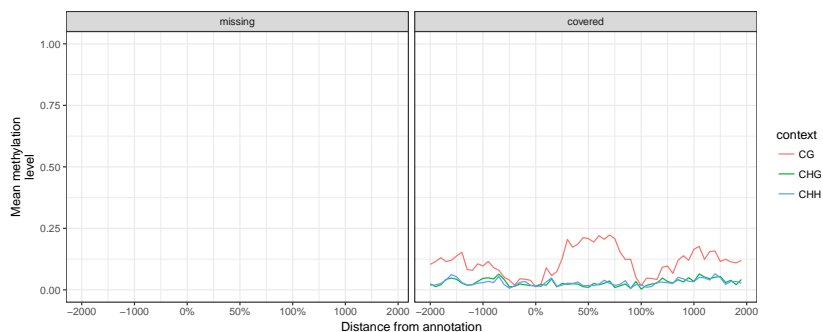 missing
covered
1.00
0.75
0.50
0.25
0.00
Mean methylation
level
−2000 −1000 0% 50% 100% 1000 2000
−2000 −1000 0% 50% 100% 1000 2000
Distance from annotation
context
CG
CHG
CHH